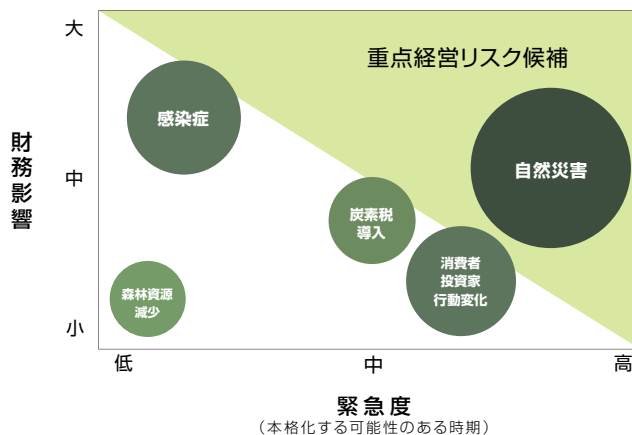 大
重点経営リスク候補
感染症
財務影響
中
自然災害
炭素税
導入
消費者
投資家
行動変化
森林資源
減少
小
低
中
高
緊急度
（本格化する可能性のある時期）